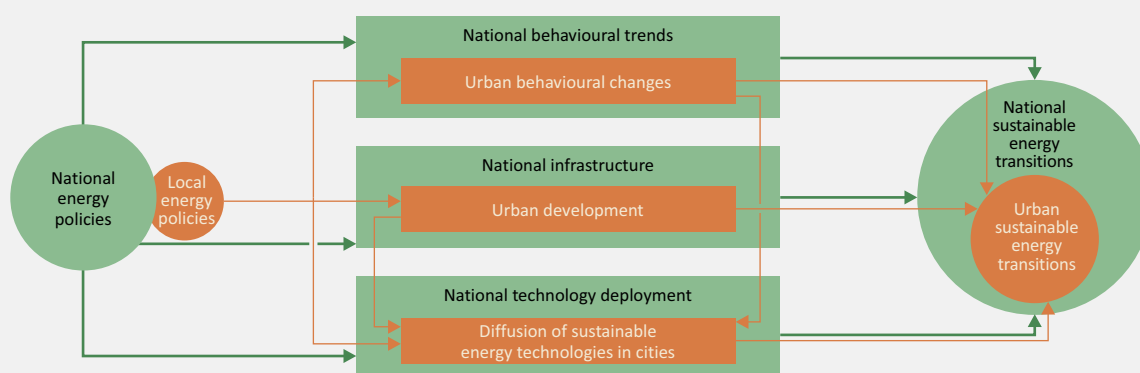 National behavioural trends
Urban behavioural changes
National
sustainable
energy
transitions
National
energy
policies
Local
energy
policies
National infrastructure
Urban development
Urban
sustainable
energy
transitions
National technology deployment
Diffusion of sustainable
energy technologies in cities